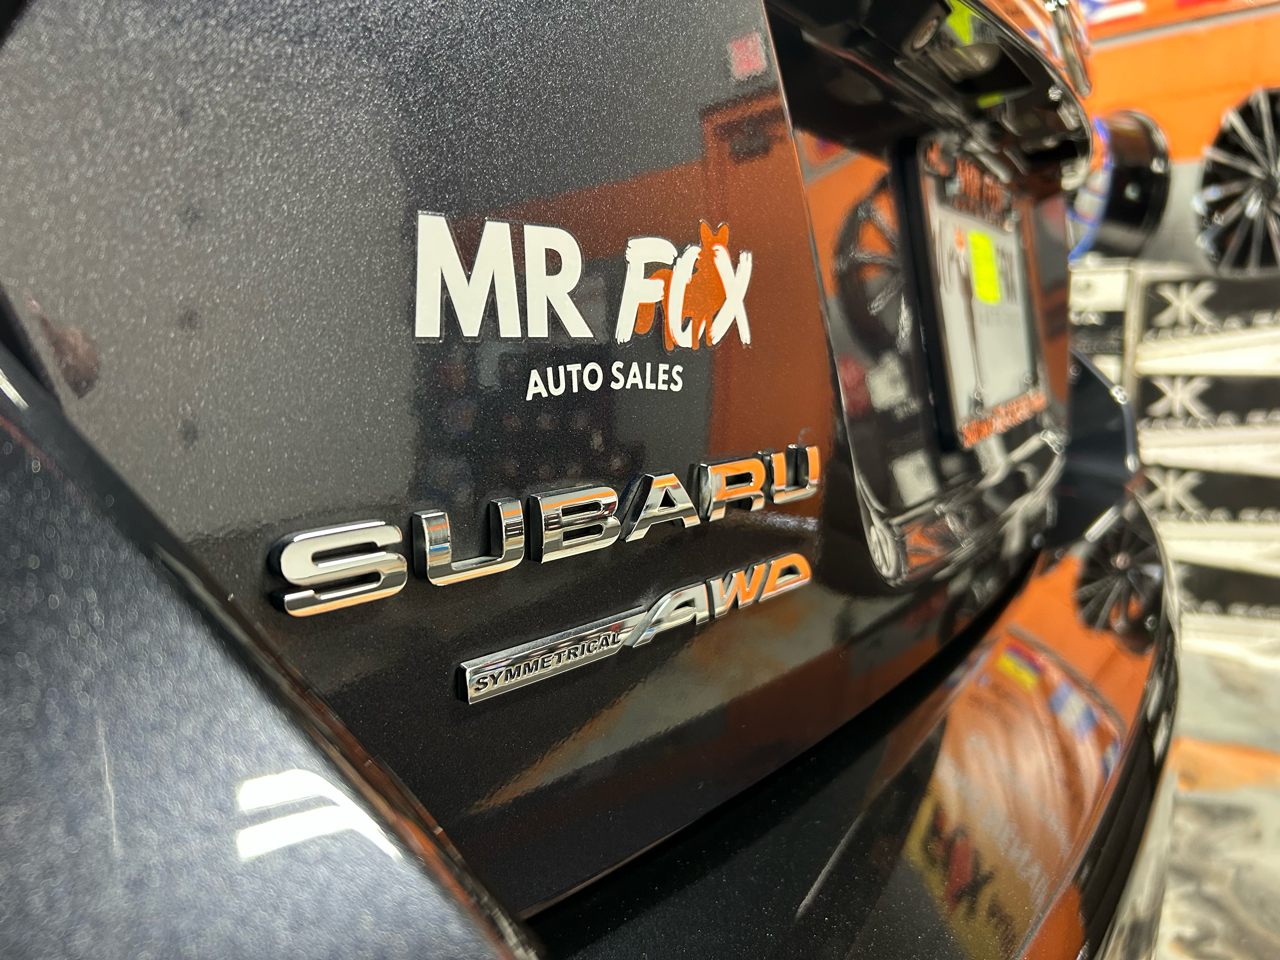 MR FOX
AUTO SALES
SUBARU
SYMMETRICAL AWD